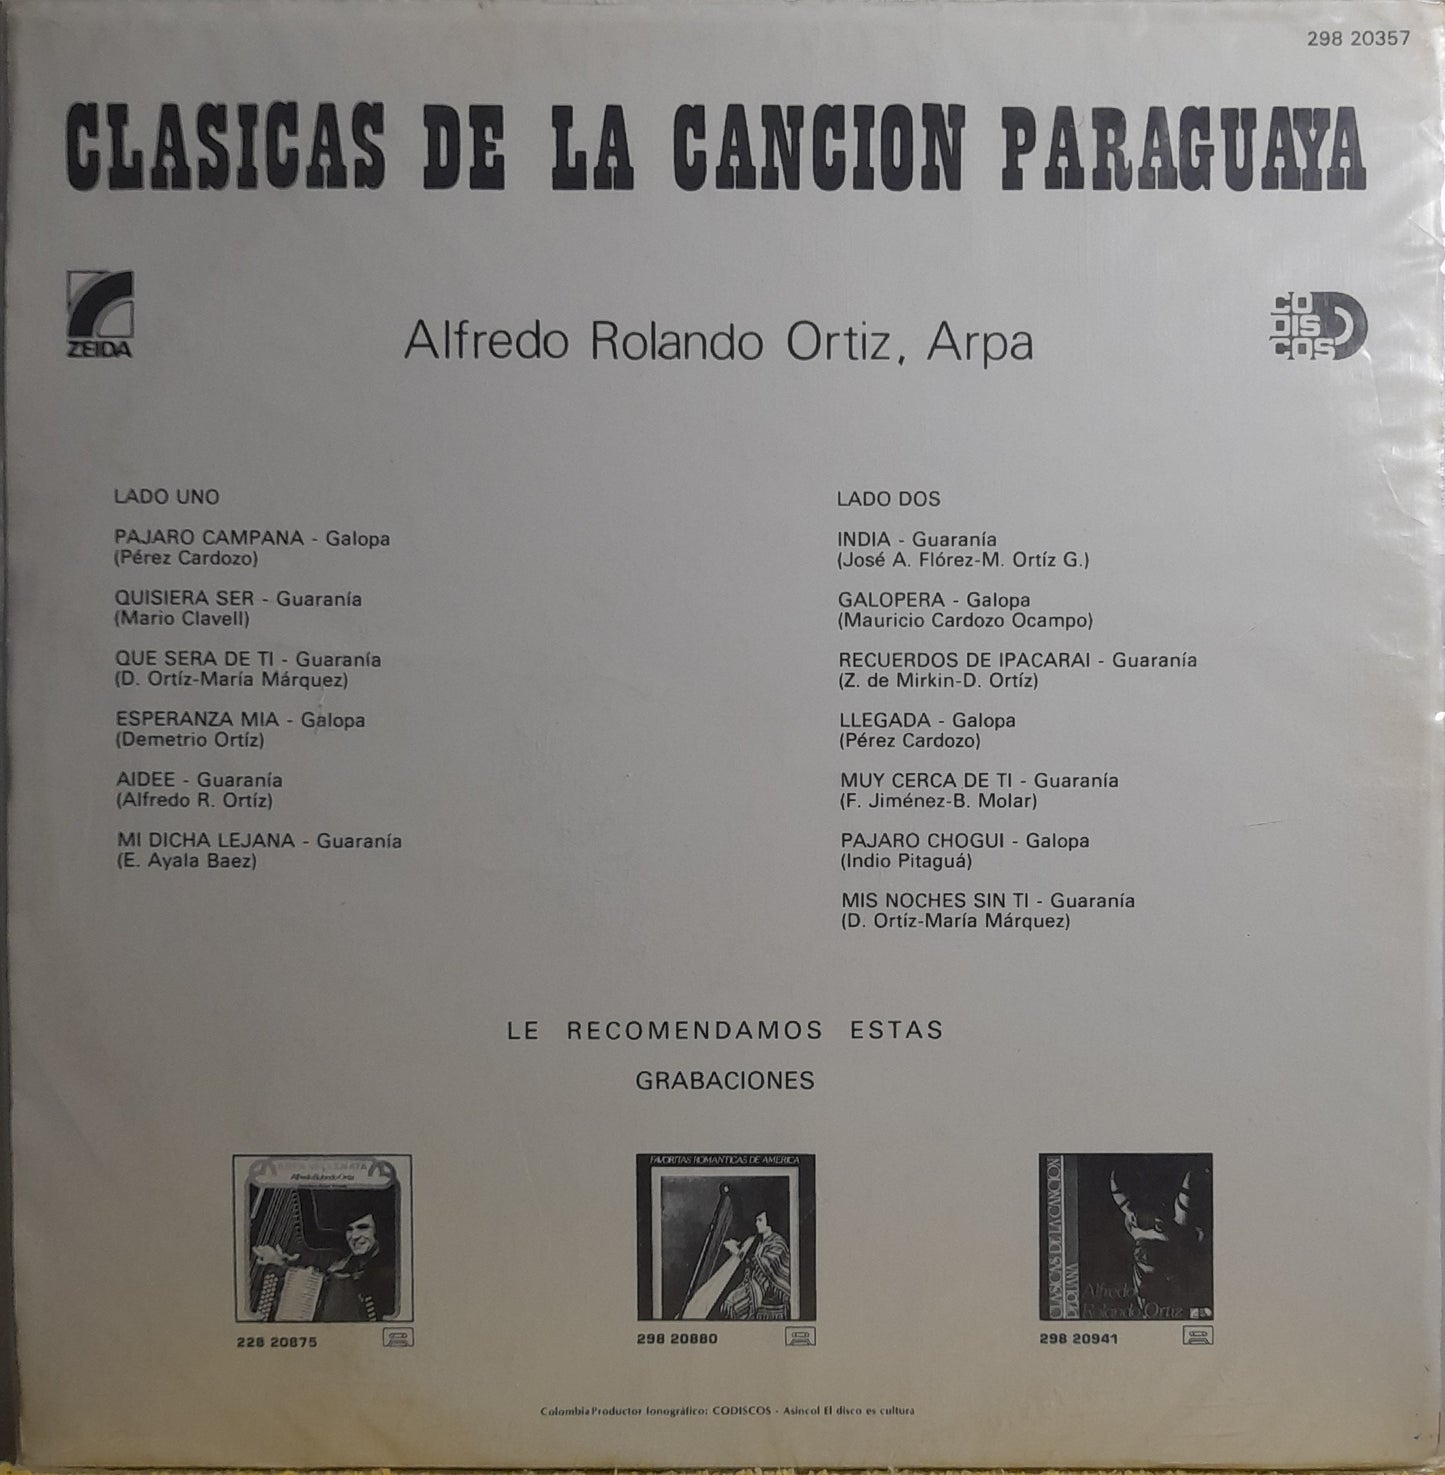 298 20357
CLASICAS DE LA CANCION PARAGUAYA
ZEIDA
CO
DIS
COS
Alfredo Rolando Ortiz, Arpa
LADO UNO
PAJARO CAMPANA - Galopa
(Pérez Cardozo)
QUISIERA SER - Guaranía
(Mario Clavell)
QUE SERA DE TI - Guaranía
(D. Ortíz-María Márquez)
ESPERANZA MIA - Galopa
(Demetrio Ortíz)
AIDEE - Guaranía
(Alfredo R. Ortíz)
MI DICHA LEJANA - Guaranía
(E. Ayala Baez)
LADO DOS
INDIA - Guaranía
(José A. Flórez-M. Ortíz G.)
GALOPERA - Galopa
(Mauricio Cardozo Ocampo)
RECUERDOS DE IPACARAI - Guaranía
(Z. de Mirkin-D. Ortíz)
LLEGADA - Galopa
(Pérez Cardozo)
MUY CERCA DE TI - Guaranía
(F. Jiménez-B. Molar)
PAJARO CHOGUI - Galopa
(Indio Pitaguá)
MIS NOCHES SIN TI - Guaranía
(D. Ortíz-María Márquez)
LE RECOMENDAMOS ESTAS
GRABACIONES
Alfredo Rolando Ortiz
228 20875
FAVORITAS ROMANTICAS DE AMERICA
298 20880
CLASICAS DE LA CANCION
Alfredo
Rolando Ortiz
298 20941
Colombia Productor fonográfico: CODISCOS - Asincol El disco es cultura